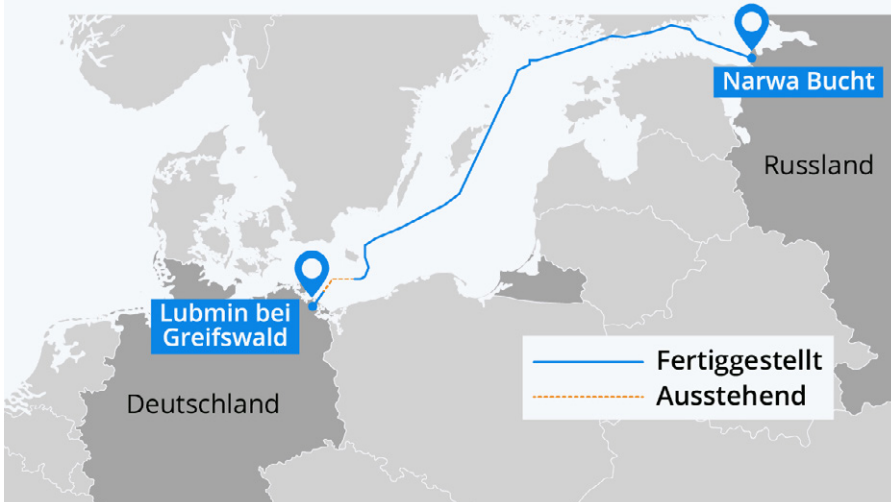 Narwa Bucht
Russland
Lubmin bei
Greifswald
Deutschland
Fertiggestellt
Ausstehend